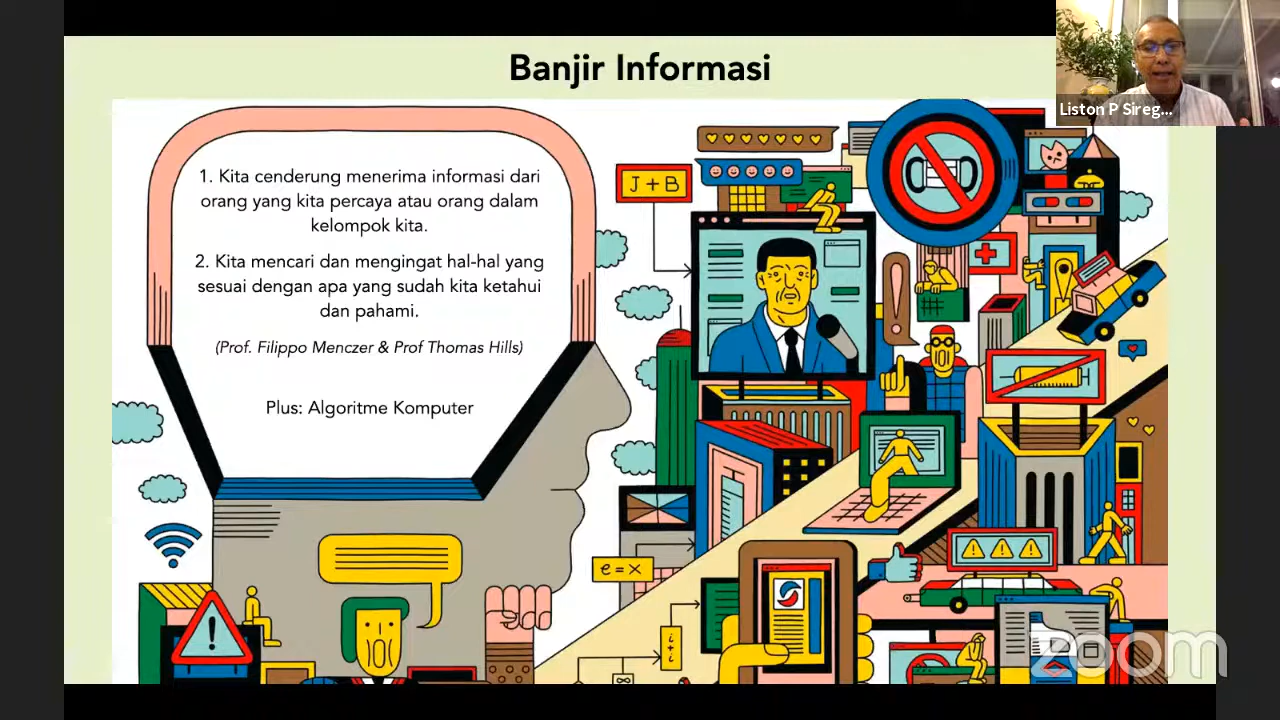 Banjir Informasi
Liston P Sireg...
1. Kita cenderung menerima informasi dari
orang yang kita percaya atau orang dalam
kelompok kita.
2. Kita mencari dan mengingat hal-hal yang
sesuai dengan apa yang sudah kita ketahui
dan pahami.
(Prof. Filippo Menczer & Prof Thomas Hills)
Plus: Algoritme Komputer
J + B
e = x
i + i
zoom